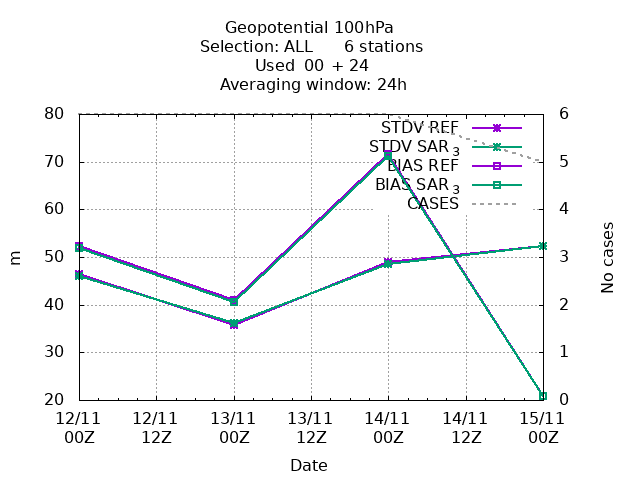 Geopotential 100hPa
Selection: ALL 6 stations
Used 00 + 24
Averaging window: 24h
80 6
STDV REF
STDV SAR 3
70 5
BIAS REF
BIAS SAR 3
CASES
60 4
50 3
m
No cases
40 2
30 1
20 0
12/11 12/11 13/11 13/11 14/11 14/11 15/11
00Z 12Z 00Z 12Z 00Z 12Z 00Z
Date